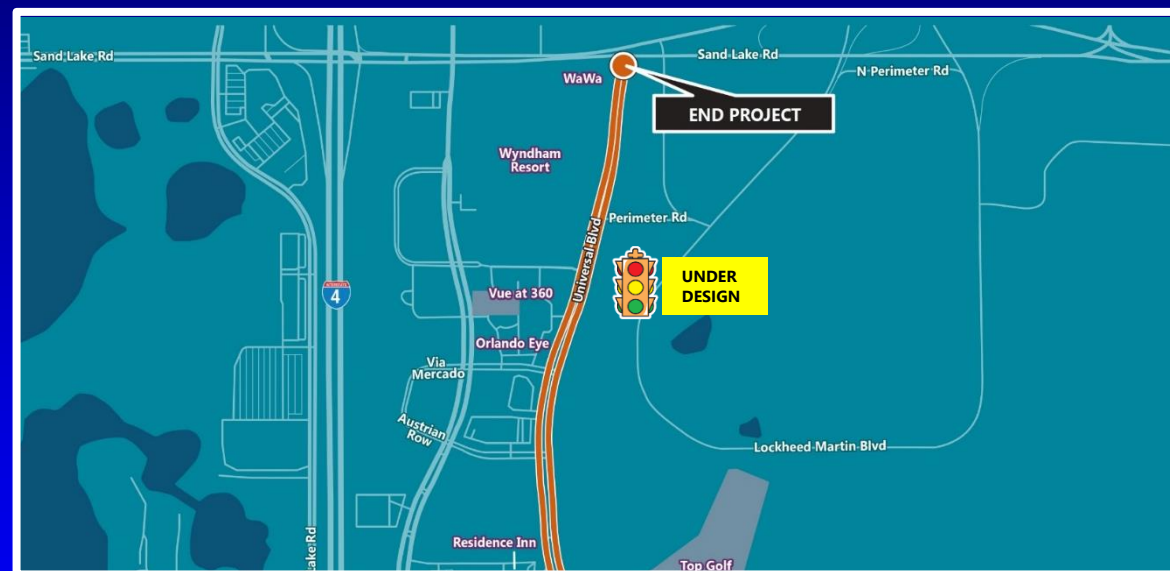 Sand Lake Rd
Sand Lake Rd
N Perimeter Rd
WaWa
END PROJECT
Wyndham
Resort
Perimeter Rd
Universal Blvd
UNDER
DESIGN
INTERSTATE
4
Vue at 360
Orlando Eye
Via
Mercado
Austrian
Row
Lockheed Martin Blvd
Lake Rd
Residence Inn
Top Golf